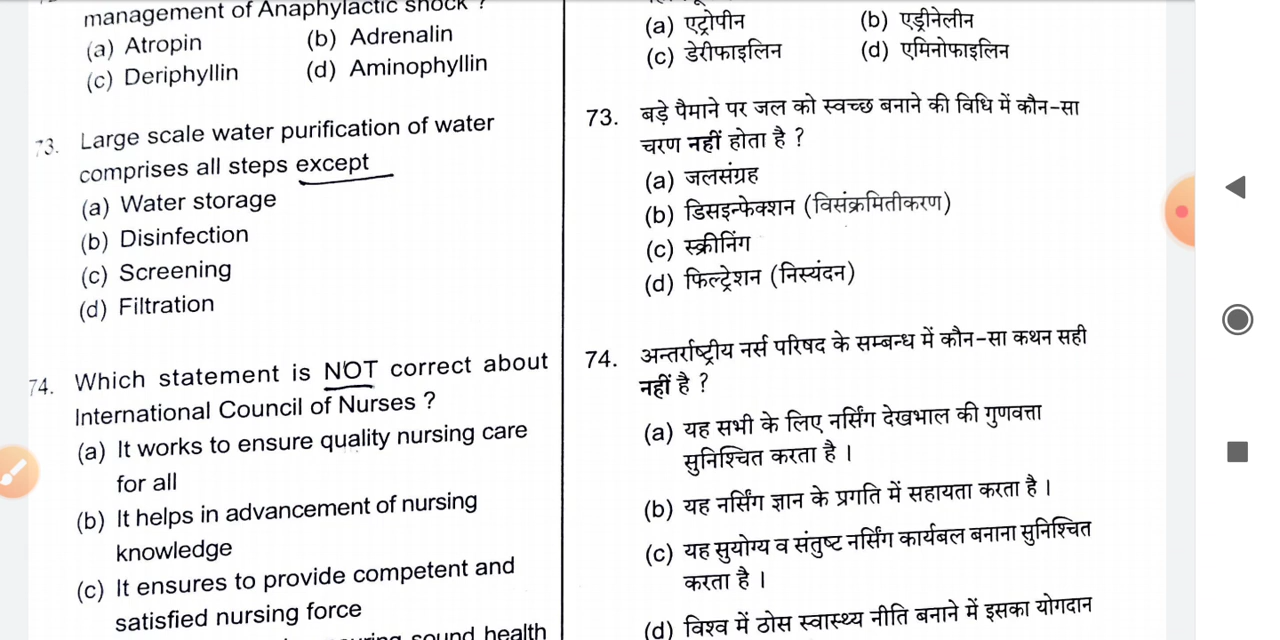 management of Anaphylactic shock ?
(a) Atropin (b) Adrenalin
(c) Deriphyllin (d) Aminophyllin
73. Large scale water purification of water
comprises all steps except
(a) Water storage
(b) Disinfection
(c) Screening
(d) Filtration
74. Which statement is NOT correct about
International Council of Nurses ?
(a) It works to ensure quality nursing care
for all
(b) It helps in advancement of nursing
knowledge
(c) It ensures to provide competent and
satisfied nursing force
sound health
(a) एट्रोपीन (b) एड्रीनेलीन
(c) डेरीफाइलिन (d) एमिनोफाइलिन
73. बड़े पैमाने पर जल को स्वच्छ बनाने की विधि में कौन-सा
चरण नहीं होता है ?
(a) जलसंग्रह
(b) डिसइन्फेक्शन (विसंक्रमितीकरण)
(c) स्क्रीनिंग
(d) फिल्ट्रेशन (निस्यंदन)
74. अन्तर्राष्ट्रीय नर्स परिषद के सम्बन्ध में कौन-सा कथन सही
नहीं है ?
(a) यह सभी के लिए नर्सिंग देखभाल की गुणवत्ता
सुनिश्चित करता है ।
(b) यह नर्सिंग ज्ञान के प्रगति में सहायता करता है ।
(c) यह सुयोग्य व संतुष्ट नर्सिंग कार्यबल बनाना सुनिश्चित
करता है ।
(d) विश्व में ठोस स्वास्थ्य नीति बनाने में इसका योगदान